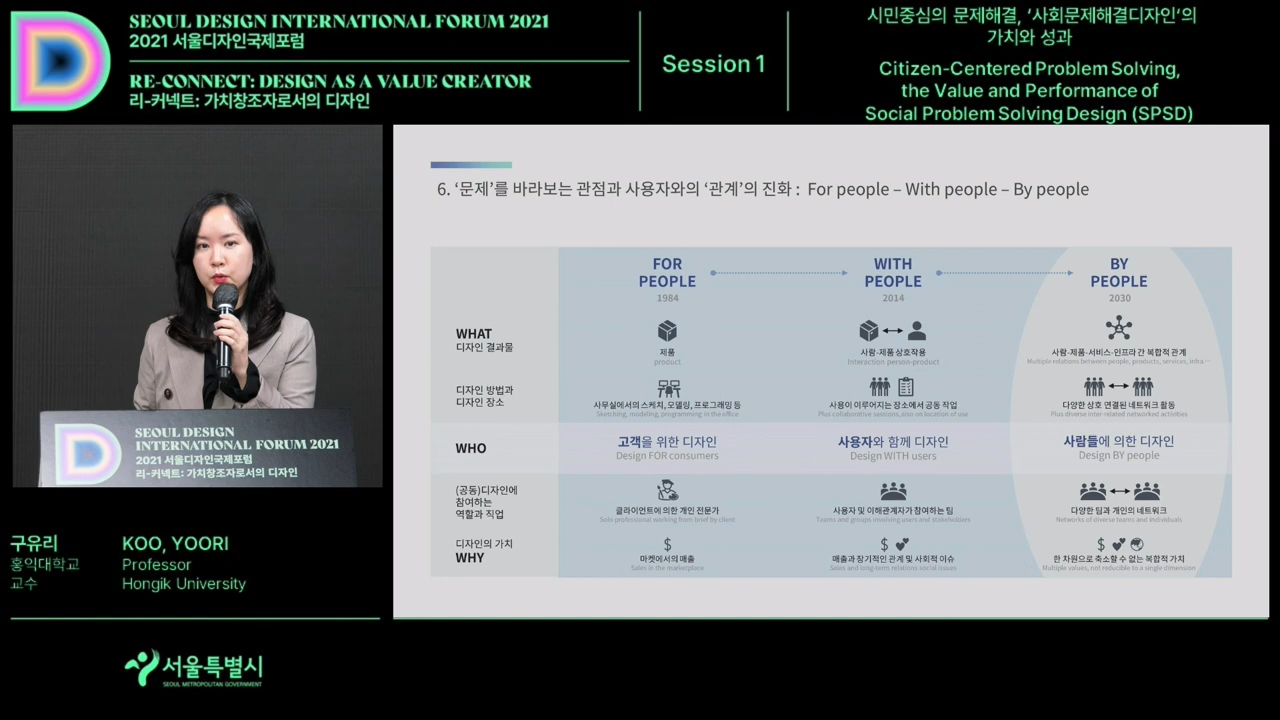 SEOUL DESIGN INTERNATIONAL FORUM 2021
2021 서울디자인국제포럼
RE-CONNECT: DESIGN AS A VALUE CREATOR
리-커넥트: 가치창조자로서의 디자인
Session 1
시민중심의 문제해결, ‘사회문제해결디자인’의
가치와 성과
Citizen-Centered Problem Solving,
the Value and Performance of
Social Problem Solving Design (SPSD)
6. ‘문제’를 바라보는 관점과 사용자와의 ‘관계’의 진화 : For people – With people – By people
FOR
PEOPLE
1984
WITH
PEOPLE
2014
BY
PEOPLE
2030
WHAT
디자인 결과물
제품
product
사람-제품 상호작용
Interaction person-product
사람-제품-서비스-인프라 간 복합적 관계
Multiple relations between people, products, services, infra.…
디자인 방법과
디자인 장소
사무실에서의 스케치, 모델링, 프로그래밍 등
Sketching, modeling, programming in the office
사용이 이루어지는 장소에서 공동 작업
Plus collaborative sessions, also on location of use
다양한 상호 연결된 네트워크 활동
Plus diverse inter-related networked activities
WHO
고객을 위한 디자인
Design FOR consumers
사용자와 함께 디자인
Design WITH users
사람들에 의한 디자인
Design BY people
(공동)디자인에
참여하는
역할과 직업
클라이언트에 의한 개인 전문가
Solo professional working from brief by client
사용자 및 이해관계자가 참여하는 팀
Teams and groups involving users and stakeholders
다양한 팀과 개인의 네트워크
Networks of diverse teams and individuals
디자인의 가치
WHY
마켓에서의 매출
Sales in the marketplace
매출과 장기적인 관계 및 사회적 이슈
Sales and long-term relations social issues
한 차원으로 축소할 수 없는 복합적 가치
Multiple values, not reducible to a single dimension
SEOUL DESIGN
INTERNATIONAL FORUM 2021
2021 서울디자인국제포럼
리-커넥트: 가치창조자로서의 디자인
구유리
홍익대학교
교수
KOO, YOORI
Professor
Hongik University
서울특별시
SEOUL METROPOLITAN GOVERNMENT